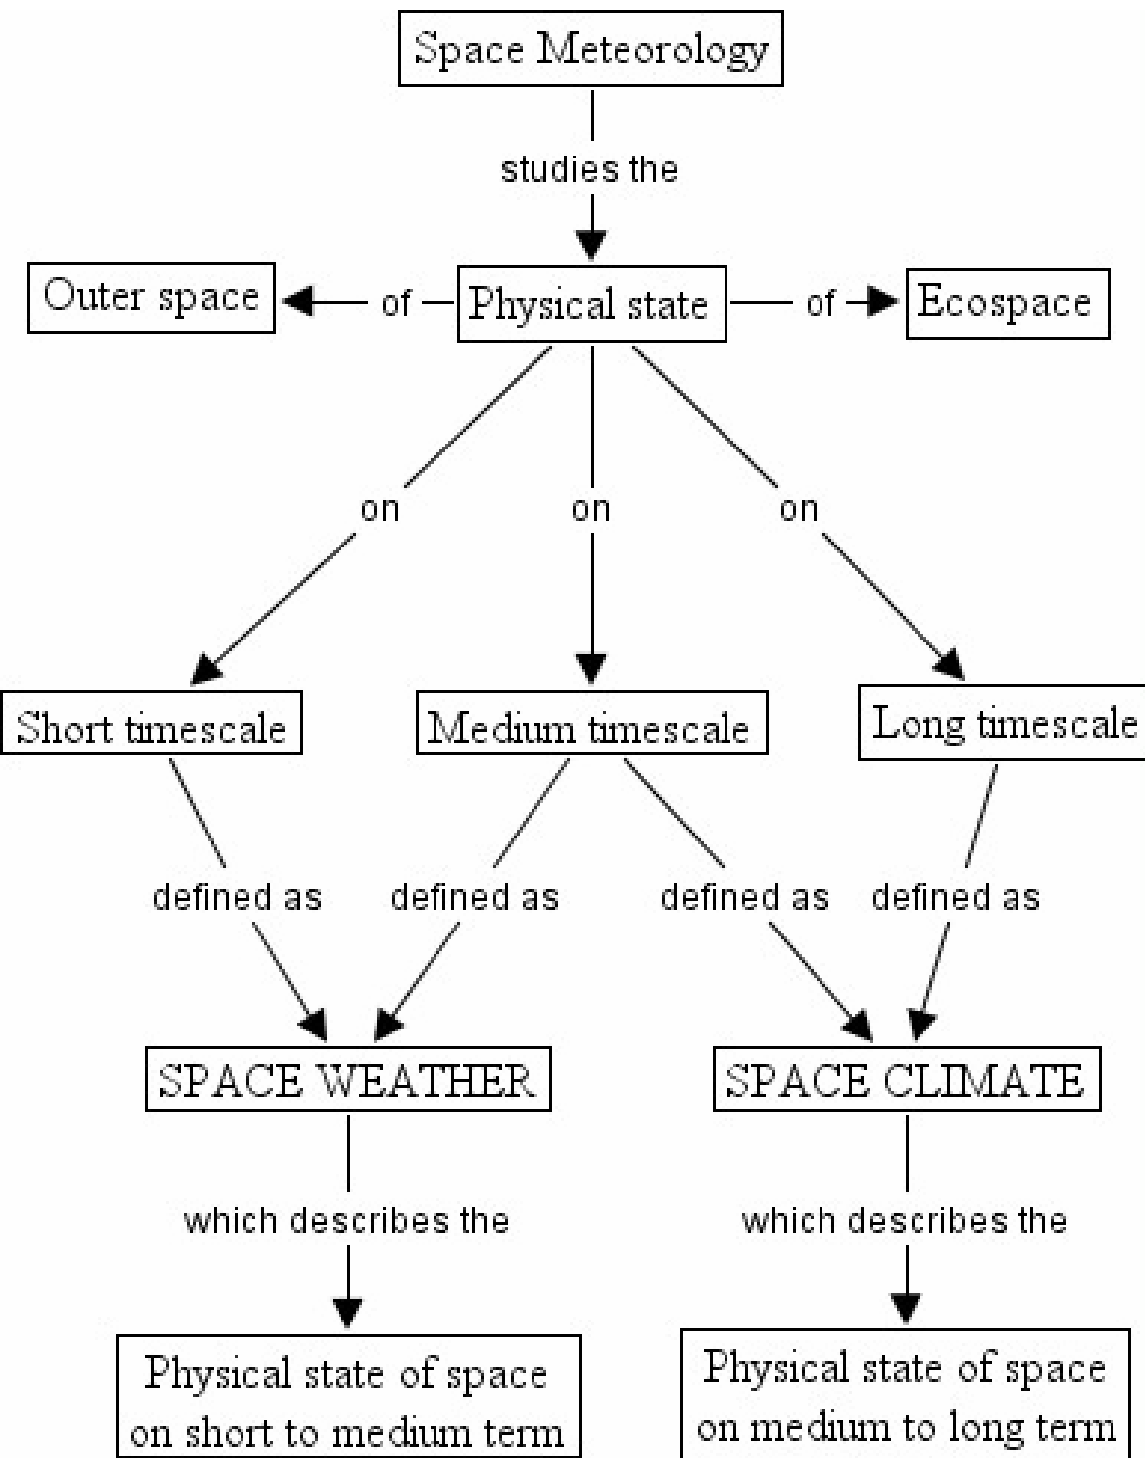 Space Meteorology
studies the
Outer space
of
Physical state
of
Ecospace
on
on
on
Short timescale
Medium timescale
Long timescale
defined as
defined as
defined as
defined as
SPACE WEATHER
SPACE CLIMATE
which describes the
which describes the
Physical state of space
on short to medium term
Physical state of space
on medium to long term